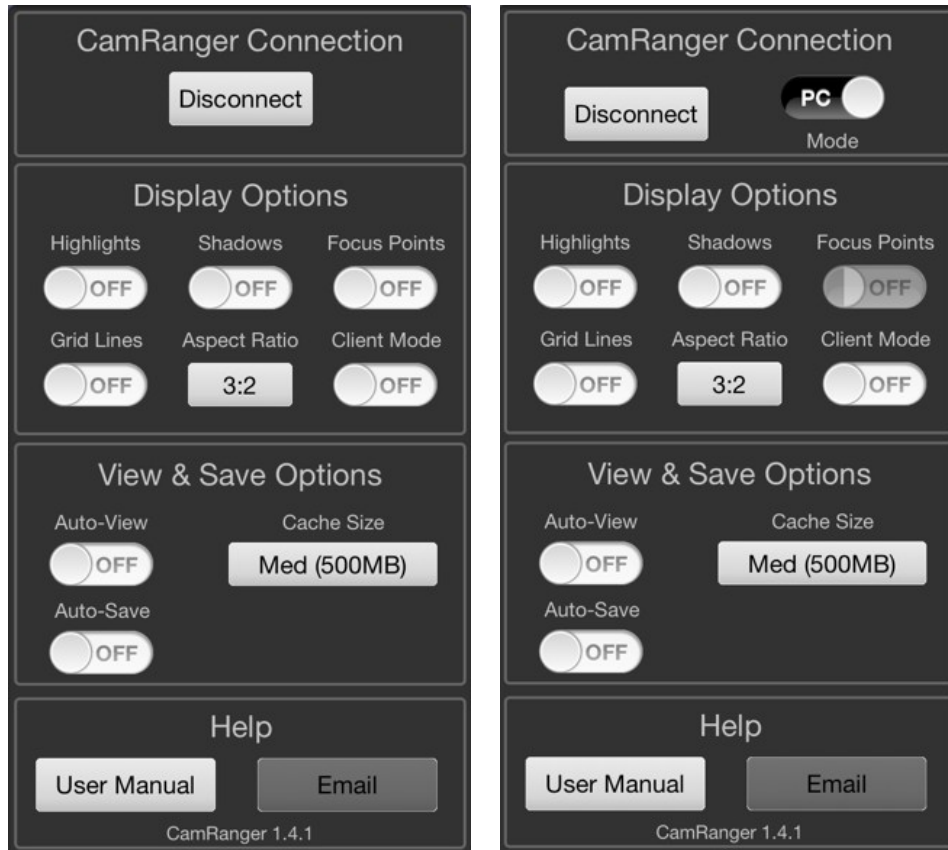 CamRanger Connection
Disconnect
Display Options
Highlights Shadows Focus Points
OFF OFF OFF
Grid Lines Aspect Ratio Client Mode
OFF 3:2 OFF
View & Save Options
Auto-View Cache Size
OFF Med (500MB)
Auto-Save
OFF
Help
User Manual Email
CamRanger 1.4.1
CamRanger Connection
PC
Disconnect
Mode
Display Options
Highlights Shadows Focus Points
OFF OFF OFF
Grid Lines Aspect Ratio Client Mode
OFF 3:2 OFF
View & Save Options
Auto-View Cache Size
OFF Med (500MB)
Auto-Save
OFF
Help
User Manual Email
CamRanger 1.4.1